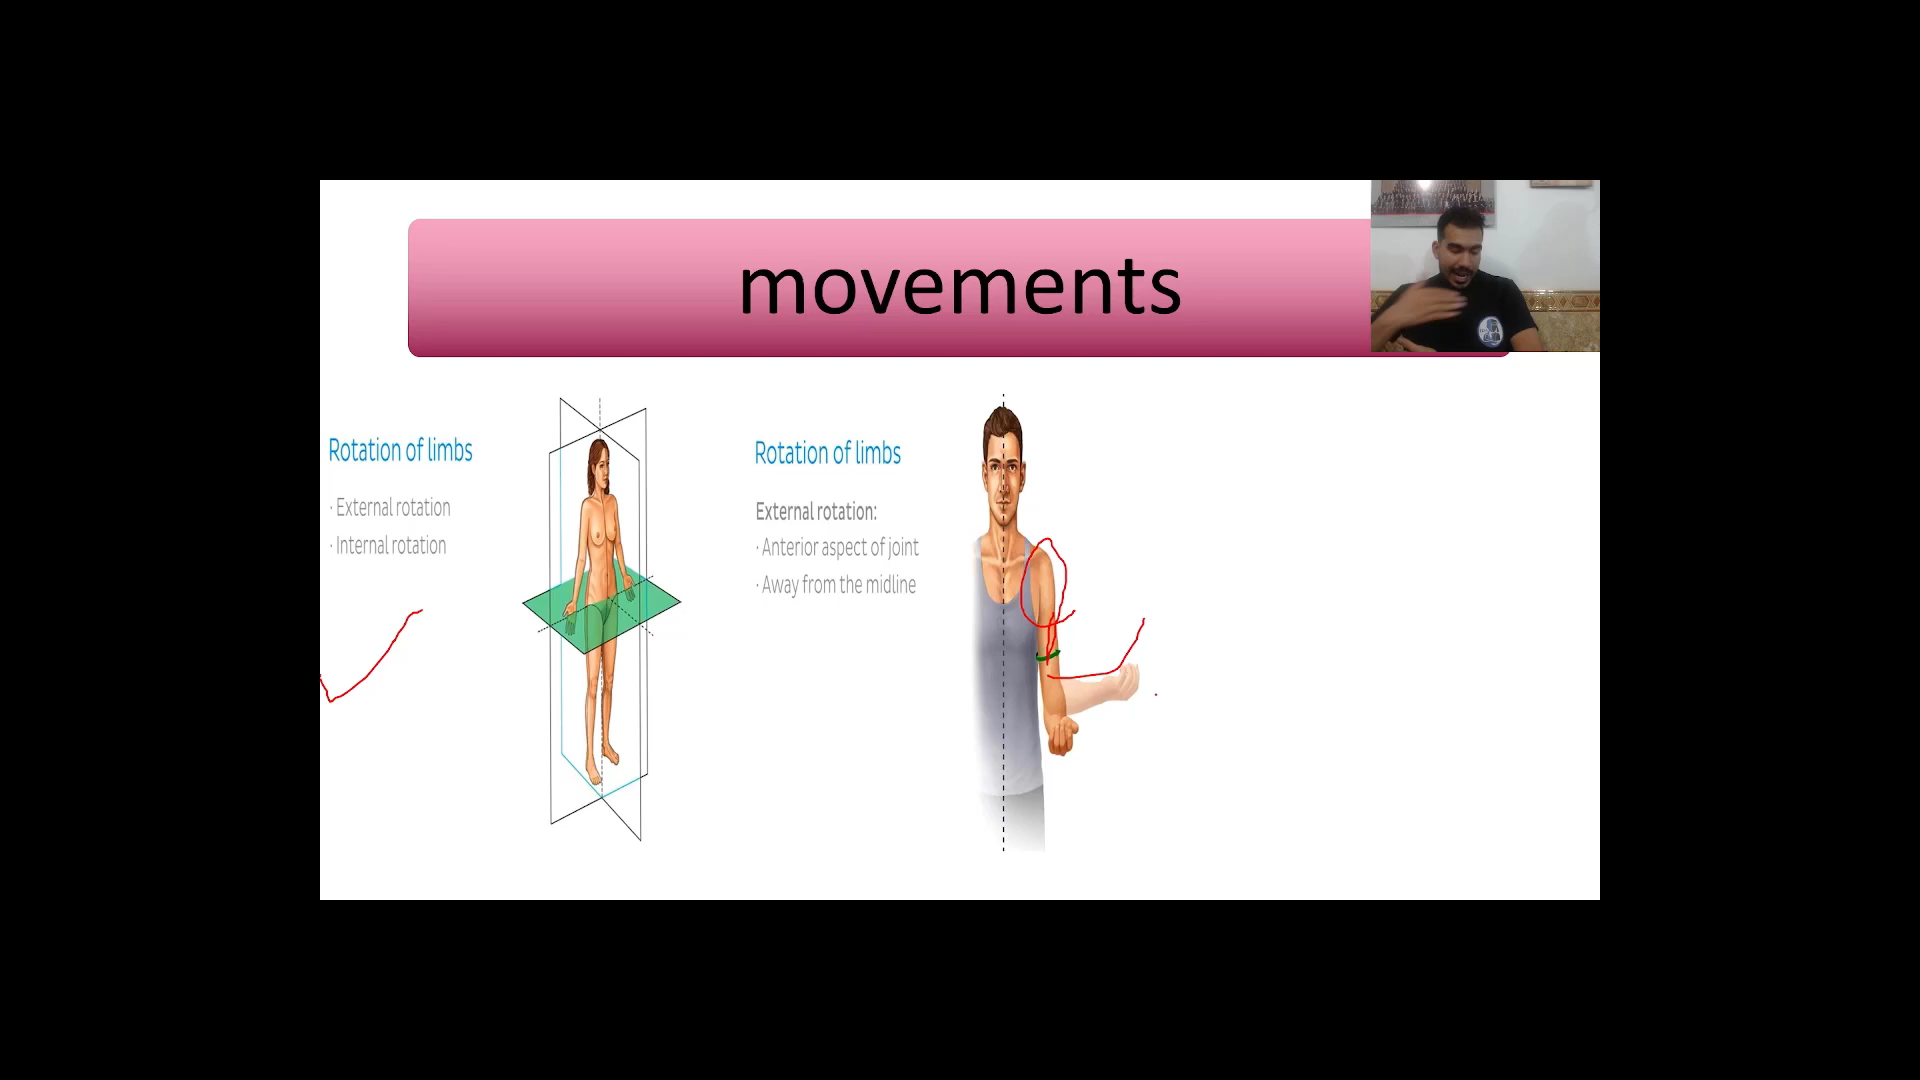 movements
Rotation of limbs
· External rotation
· Internal rotation
Rotation of limbs
External rotation:
· Anterior aspect of joint
· Away from the midline